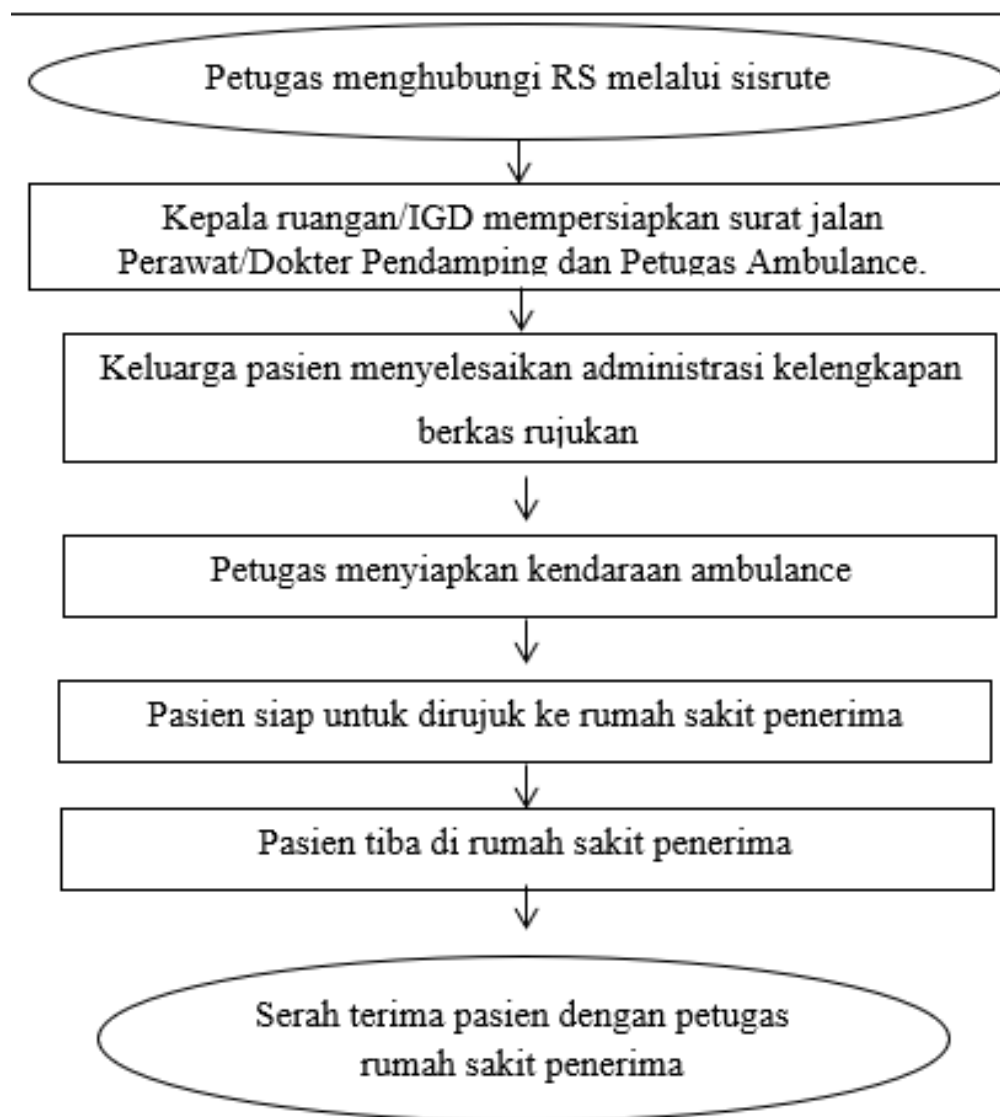 Petugas menghubungi RS melalui sisrute
Kepala ruangan/IGD mempersiapkan surat jalan
Perawat/Dokter Pendamping dan Petugas Ambulance.
Keluarga pasien menyelesaikan administrasi kelengkapan
berkas rujukan
Petugas menyiapkan kendaraan ambulance
Pasien siap untuk dirujuk ke rumah sakit penerima
Pasien tiba di rumah sakit penerima
Serah terima pasien dengan petugas
rumah sakit penerima